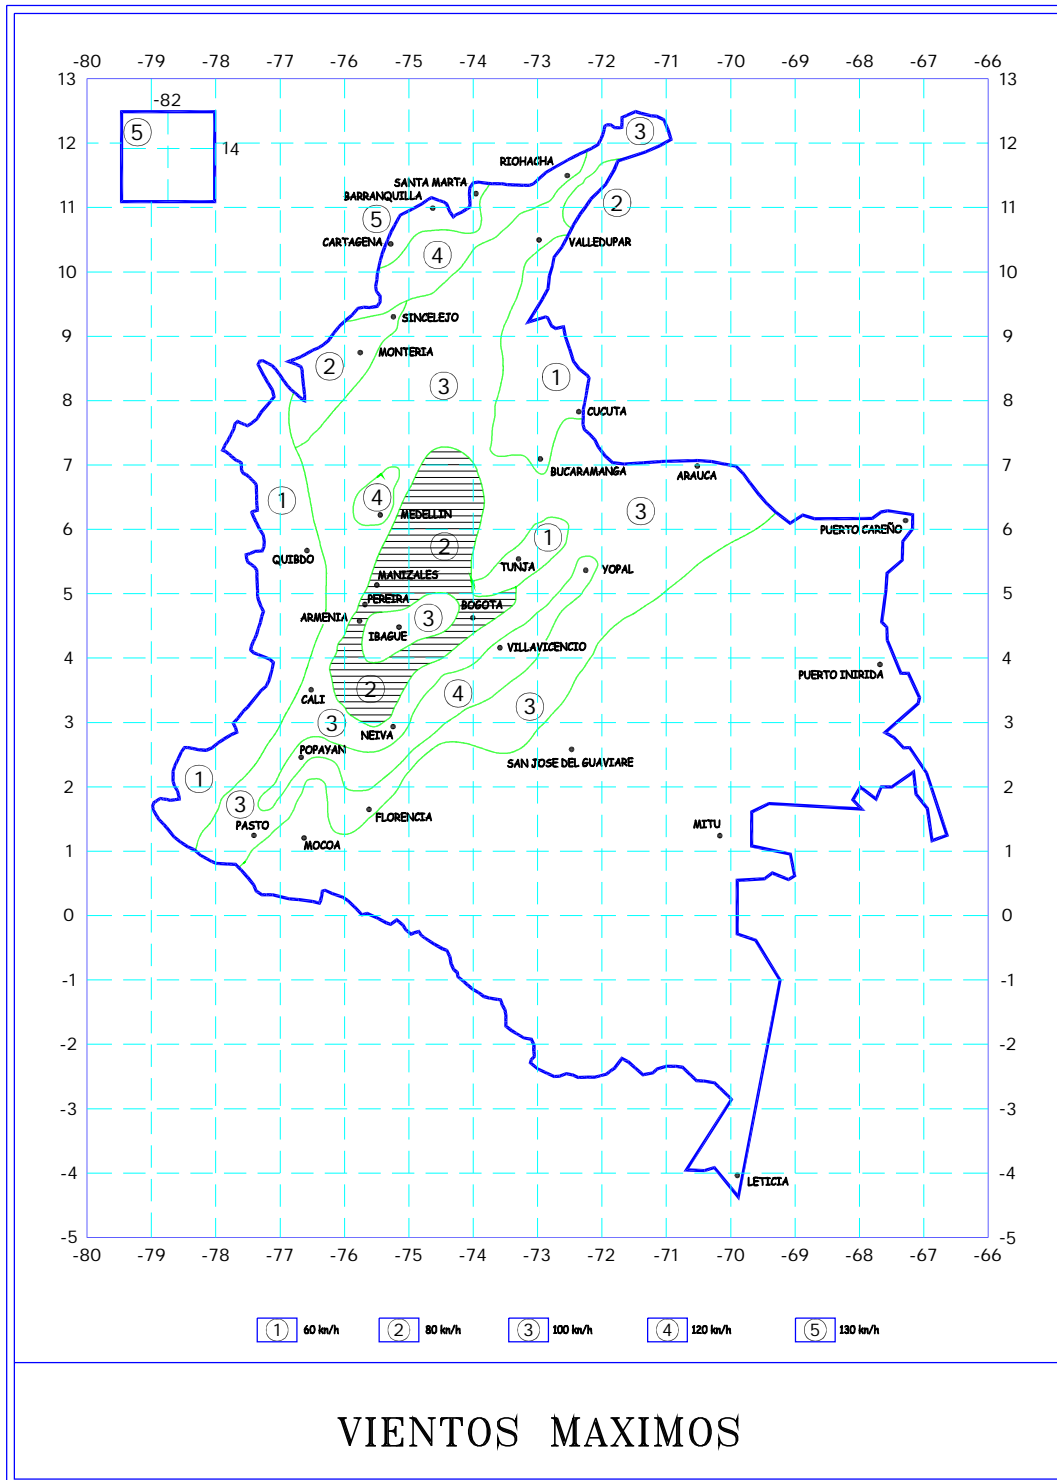 -80 -79 -78 -77 -76 -75 -74 -73 -72 -71 -70 -69 -68 -67 -66
13 13
-82
5 3
12 12
14
RIOHACHA
SANTA MARTA
BARRANQUILLA
2
11 11
5
CARTAGENA
VALLEDUPAR
4
10 10
SINCELEJO
9 9
MONTERIA
2
3
1
8 8
CUCUTA
7 7
BUCARAMANGA
ARAUCA
4
1
3
MEDELLIN
6 6
PUERTO CAREÑO
1
2
QUIBDO
TUNJA
YOPAL
MANIZALES
5 5
PEREIRA
BOGOTA
ARMENIA
3
IBAGUE
VILLAVICENCIO
4 4
PUERTO INIRIDA
2
4
CALI
3
3
3 3
NEIVA
POPAYAN
SAN JOSE DEL GUAVIARE
1
2 2
3
FLORENCIA
PASTO
MITU
MOCOA
1 1
0 0
-1 -1
-2 -2
-3 -3
-4 -4
LETICIA
-5 -5
-80 -79 -78 -77 -76 -75 -74 -73 -72 -71 -70 -69 -68 -67 -66
1 60 kn/h 2 80 kn/h 3 100 kn/h 4 120 kn/h 5 130 kn/h
VIENTOS MAXIMOS